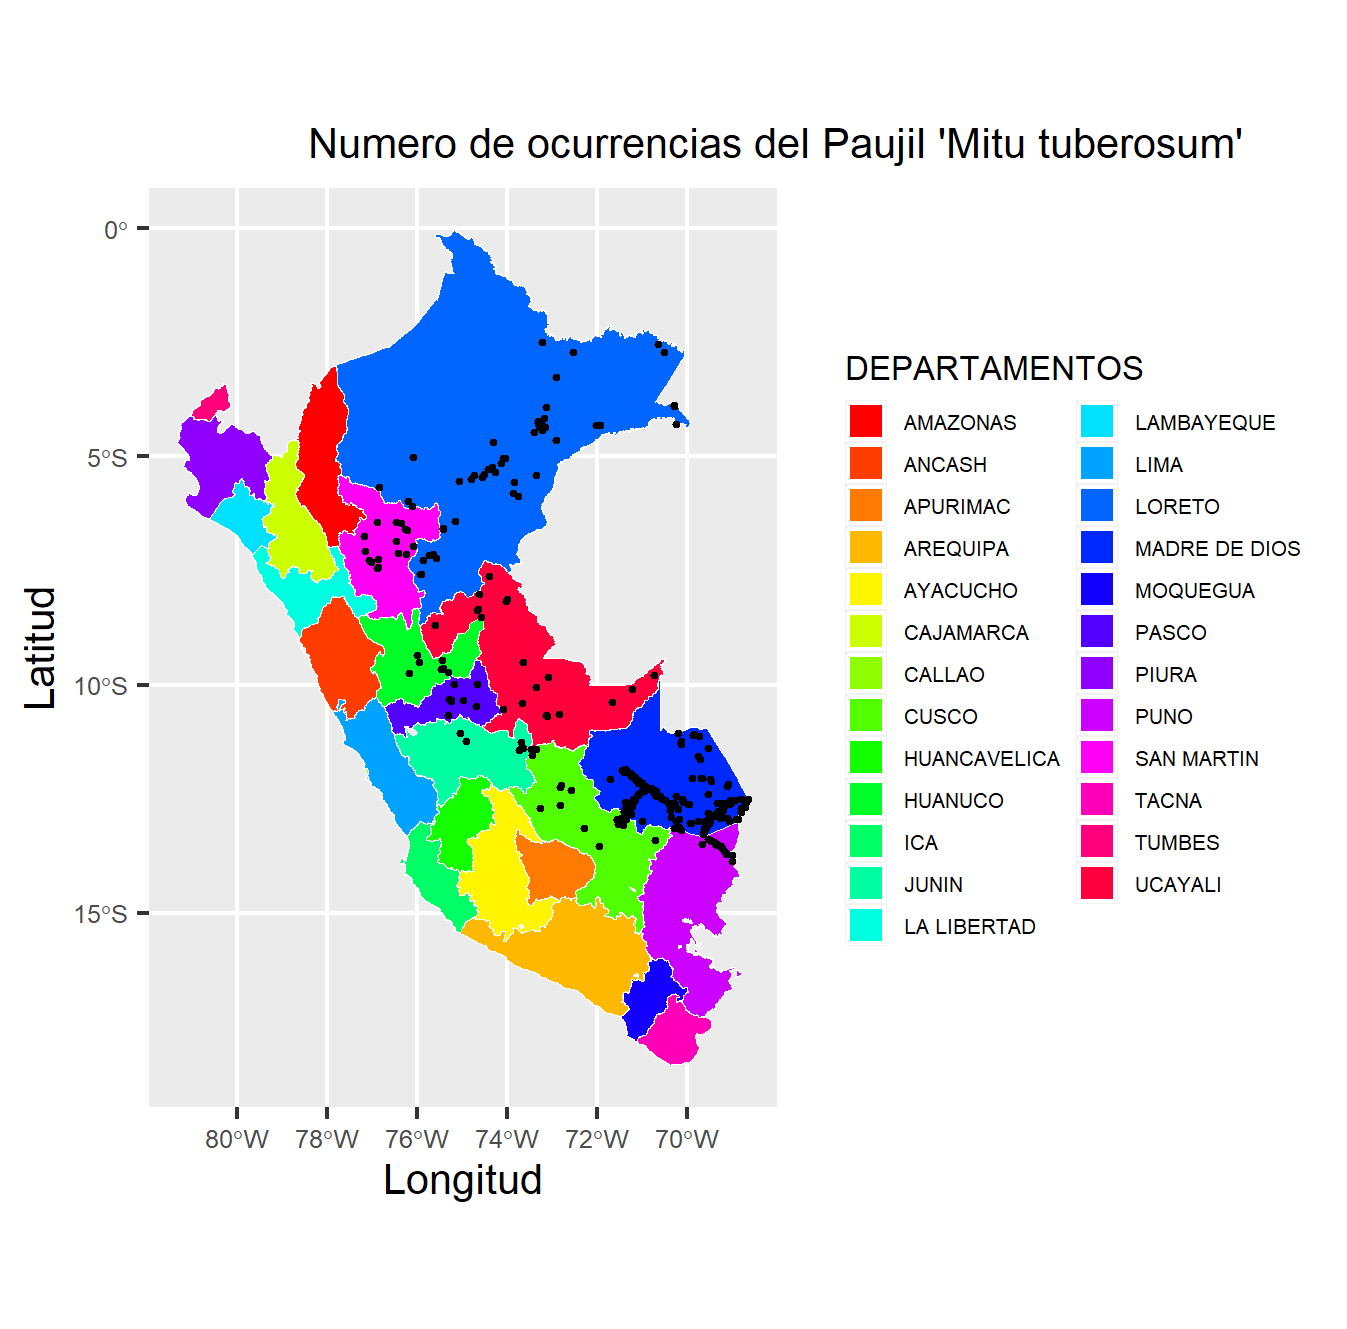 Numero de ocurrencias del Paujil 'Mitu tuberosum'
Latitud
0°
5°S
10°S
15°S
80°W 78°W 76°W 74°W 72°W 70°W
Longitud
DEPARTAMENTOS
AMAZONAS
ANCASH
APURIMAC
AREQUIPA
AYACUCHO
CAJAMARCA
CALLAO
CUSCO
HUANCAVELICA
HUANUCO
ICA
JUNIN
LA LIBERTAD
LAMBAYEQUE
LIMA
LORETO
MADRE DE DIOS
MOQUEGUA
PASCO
PIURA
PUNO
SAN MARTIN
TACNA
TUMBES
UCAYALI